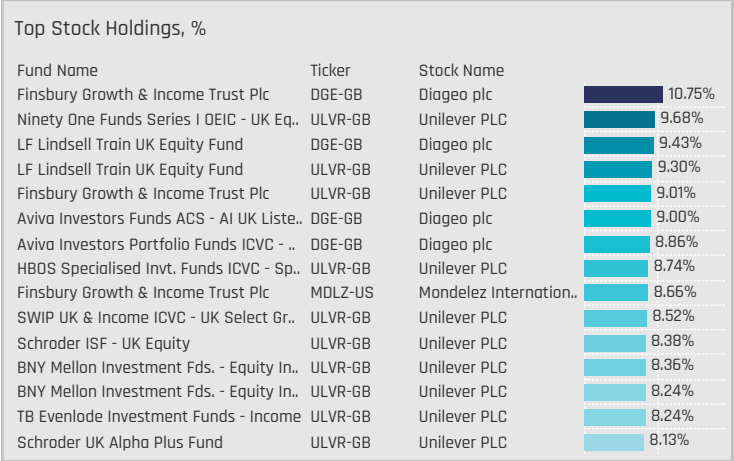 Top Stock Holdings, %
Fund Name Ticker Stock Name
Finsbury Growth & Income Trust Plc DGE-GB Diageo plc 10.75%
Ninety One Funds Series I OEIC - UK Eq.. ULVR-GB Unilever PLC 9.68%
LF Lindsell Train UK Equity Fund DGE-GB Diageo plc 9.43%
LF Lindsell Train UK Equity Fund ULVR-GB Unilever PLC 9.30%
Finsbury Growth & Income Trust Plc ULVR-GB Unilever PLC 9.01%
Aviva Investors Funds ACS - AI UK Liste.. DGE-GB Diageo plc 9.00%
Aviva Investors Portfolio Funds ICVC - .. DGE-GB Diageo plc 8.86%
HBOS Specialised Invt. Funds ICVC - Sp.. ULVR-GB Unilever PLC 8.74%
Finsbury Growth & Income Trust Plc MDLZ-US Mondelez Internation.. 8.66%
SWIP UK & Income ICVC - UK Select Gr.. ULVR-GB Unilever PLC 8.52%
Schroder ISF - UK Equity ULVR-GB Unilever PLC 8.38%
BNY Mellon Investment Fds. - Equity In.. ULVR-GB Unilever PLC 8.36%
BNY Mellon Investment Fds. - Equity In.. ULVR-GB Unilever PLC 8.24%
TB Evenlode Investment Funds - Income ULVR-GB Unilever PLC 8.24%
Schroder UK Alpha Plus Fund ULVR-GB Unilever PLC 8.13%